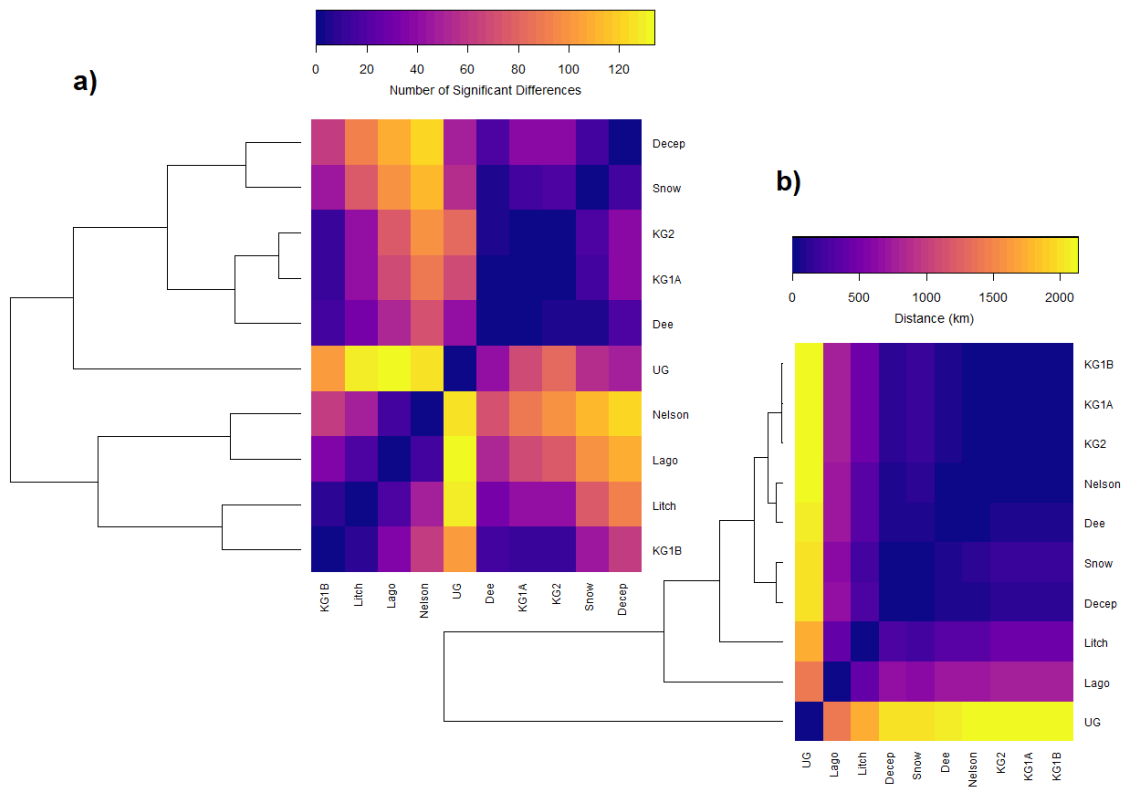 a)
0 20 40 60 80 100 120
Number of Significant Differences
Decep
Snow
KG2
KG1A
Dee
UG
Nelson
Lago
Litch
KG1B
KG1B Litch Lago Nelson UG Dee KG1A KG2 Snow Decep
b)
0 500 1000 1500 2000
Distance (km)
KG1B
KG1A
KG2
Nelson
Dee
Snow
Decep
Litch
Lago
UG
UG Lago Litch Decep Snow Dee Nelson KG2 KG1A KG1B